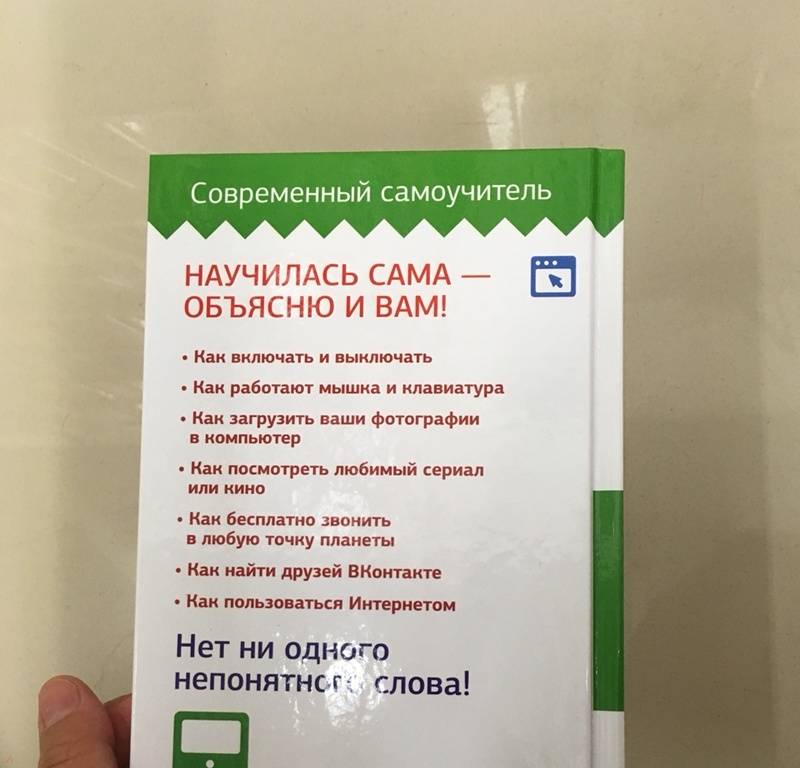 Современный самоучитель
НАУЧИЛАСЬ САМА —
ОБЪЯСНЮ И ВАМ!
• Как включать и выключать
• Как работают мышка и клавиатура
• Как загрузить ваши фотографии
в компьютер
• Как посмотреть любимый сериал
или кино
• Как бесплатно звонить
в любую точку планеты
• Как найти друзей ВКонтакте
• Как пользоваться Интернетом
Нет ни одного
непонятного слова!